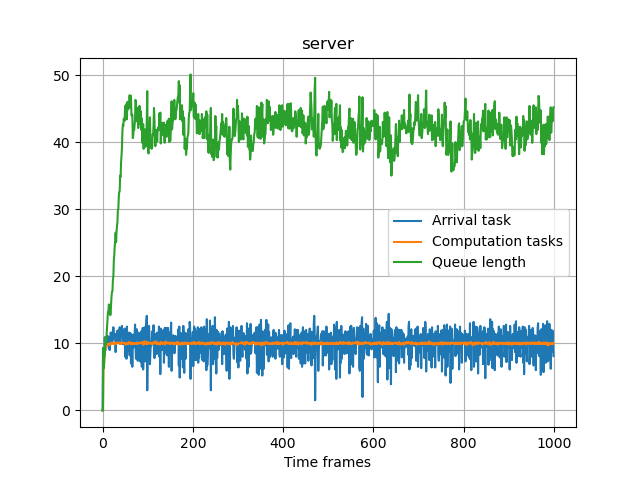 server
50
40
30
20
10
0
Arrival task
Computation tasks
Queue length
0 200 400 600 800 1000
Time frames